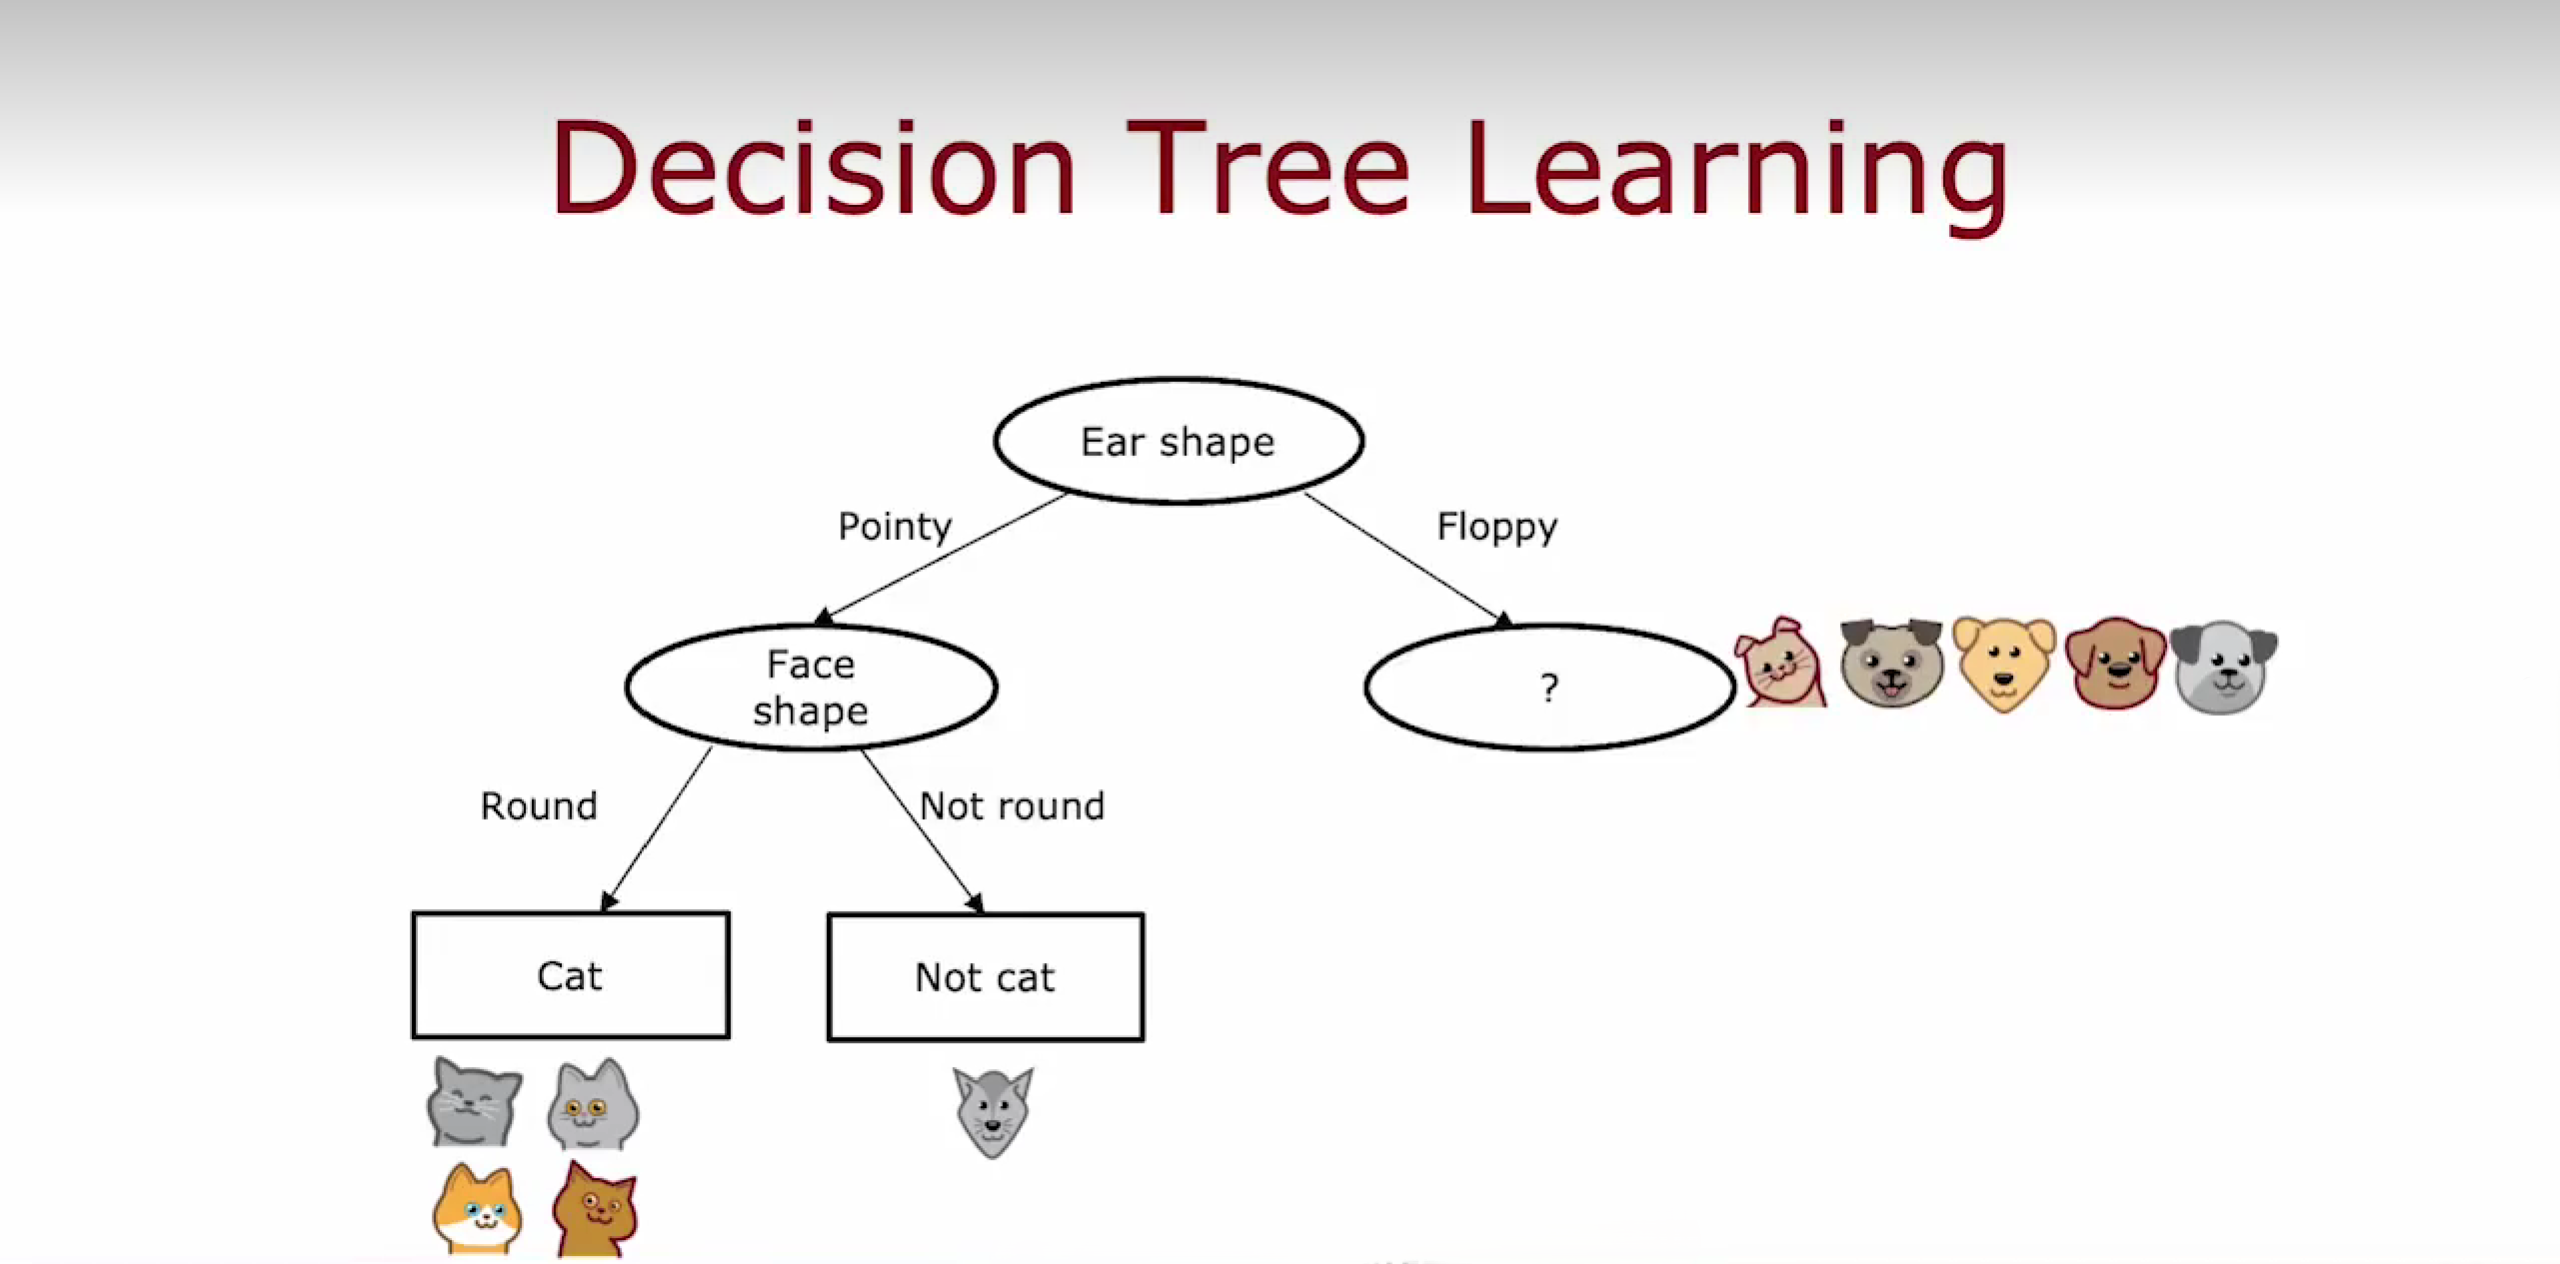 Decision Tree Learning
Ear shape
Pointy
Floppy
Face
shape
?
Round
Not round
Cat
Not cat